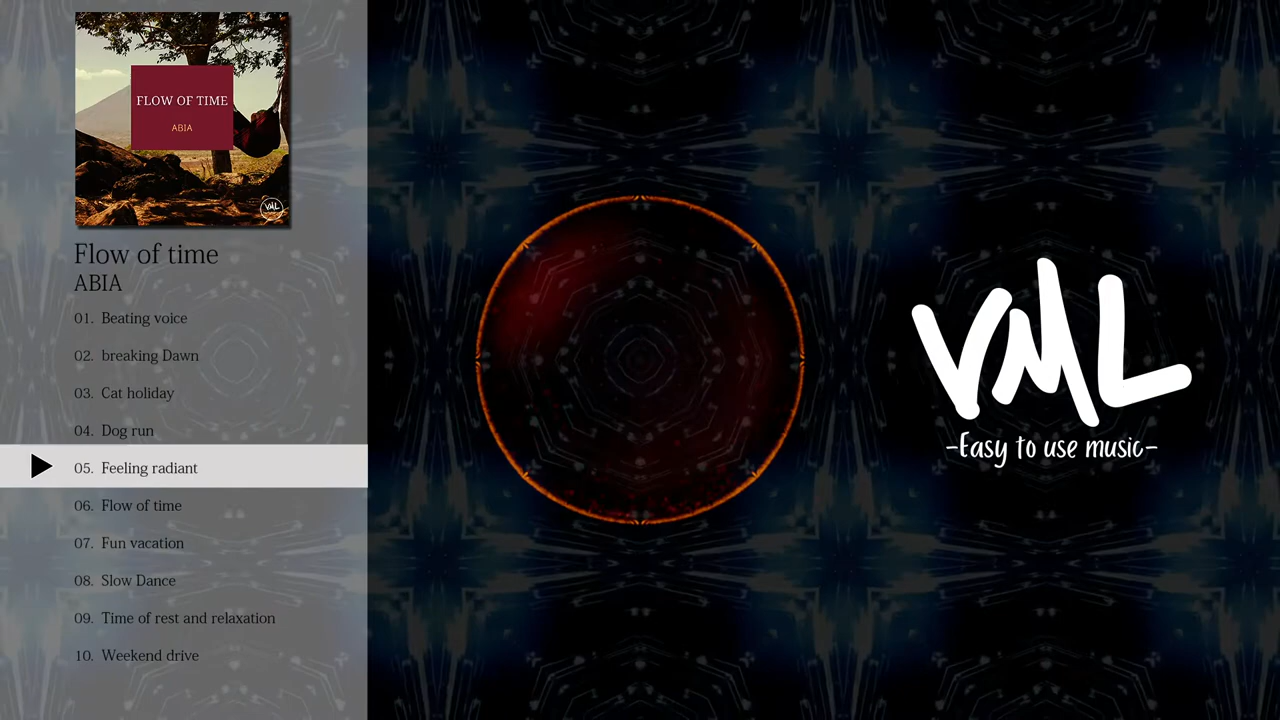 FLOW OF TIME
ABIA
VML
Flow of time
ABIA
01. Beating voice
02. breaking Dawn
03. Cat holiday
04. Dog run
05. Feeling radiant
06. Flow of time
07. Fun vacation
08. Slow Dance
09. Time of rest and relaxation
10. Weekend drive
VML
-Easy to use music-